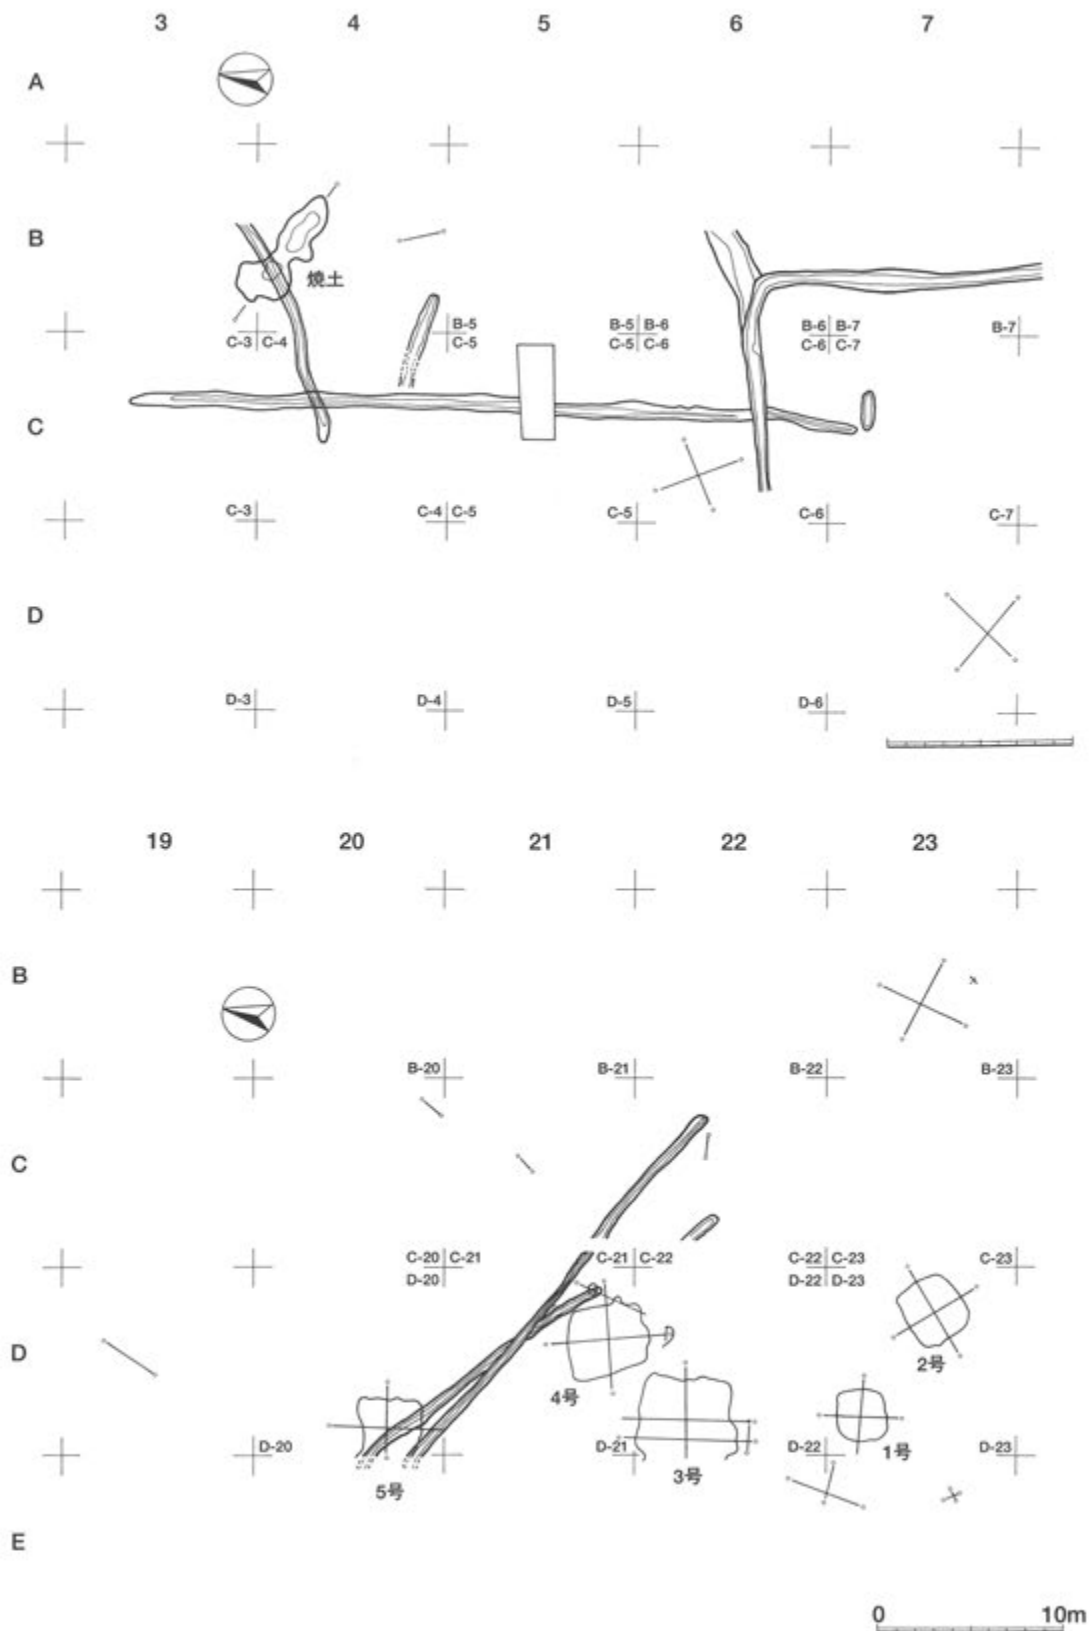 3 4 5 6 7
A
B
燒土
B-5
C-5
B-5 B-6
C-5 C-6
B-6 B-7
C-6 C-7
B-7
C-3 C-4
C
C-3
C-4 C-5
C-5
C-6
C-7
D
D-3
D-4
D-5
D-6
19 20 21 22 23
B
B-20
B-21
B-22
B-23
C
C-20 C-21
D-20
C-21 C-22
C-22 C-23
D-22 D-23
C-23
D
2号
4号
D-20
D-21
D-22
1号
D-23
3号
5号
E
0 10m